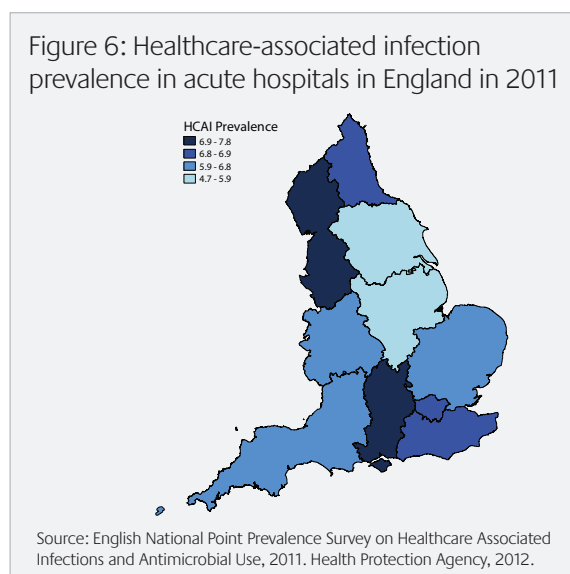 Figure 6: Healthcare-associated infection
prevalence in acute hospitals in England in 2011
HCAI Prevalence
6.9 - 7.8
6.8 - 6.9
5.9 - 6.8
4.7 - 5.9
Source: English National Point Prevalence Survey on Healthcare Associated
Infections and Antimicrobial Use, 2011. Health Protection Agency, 2012.